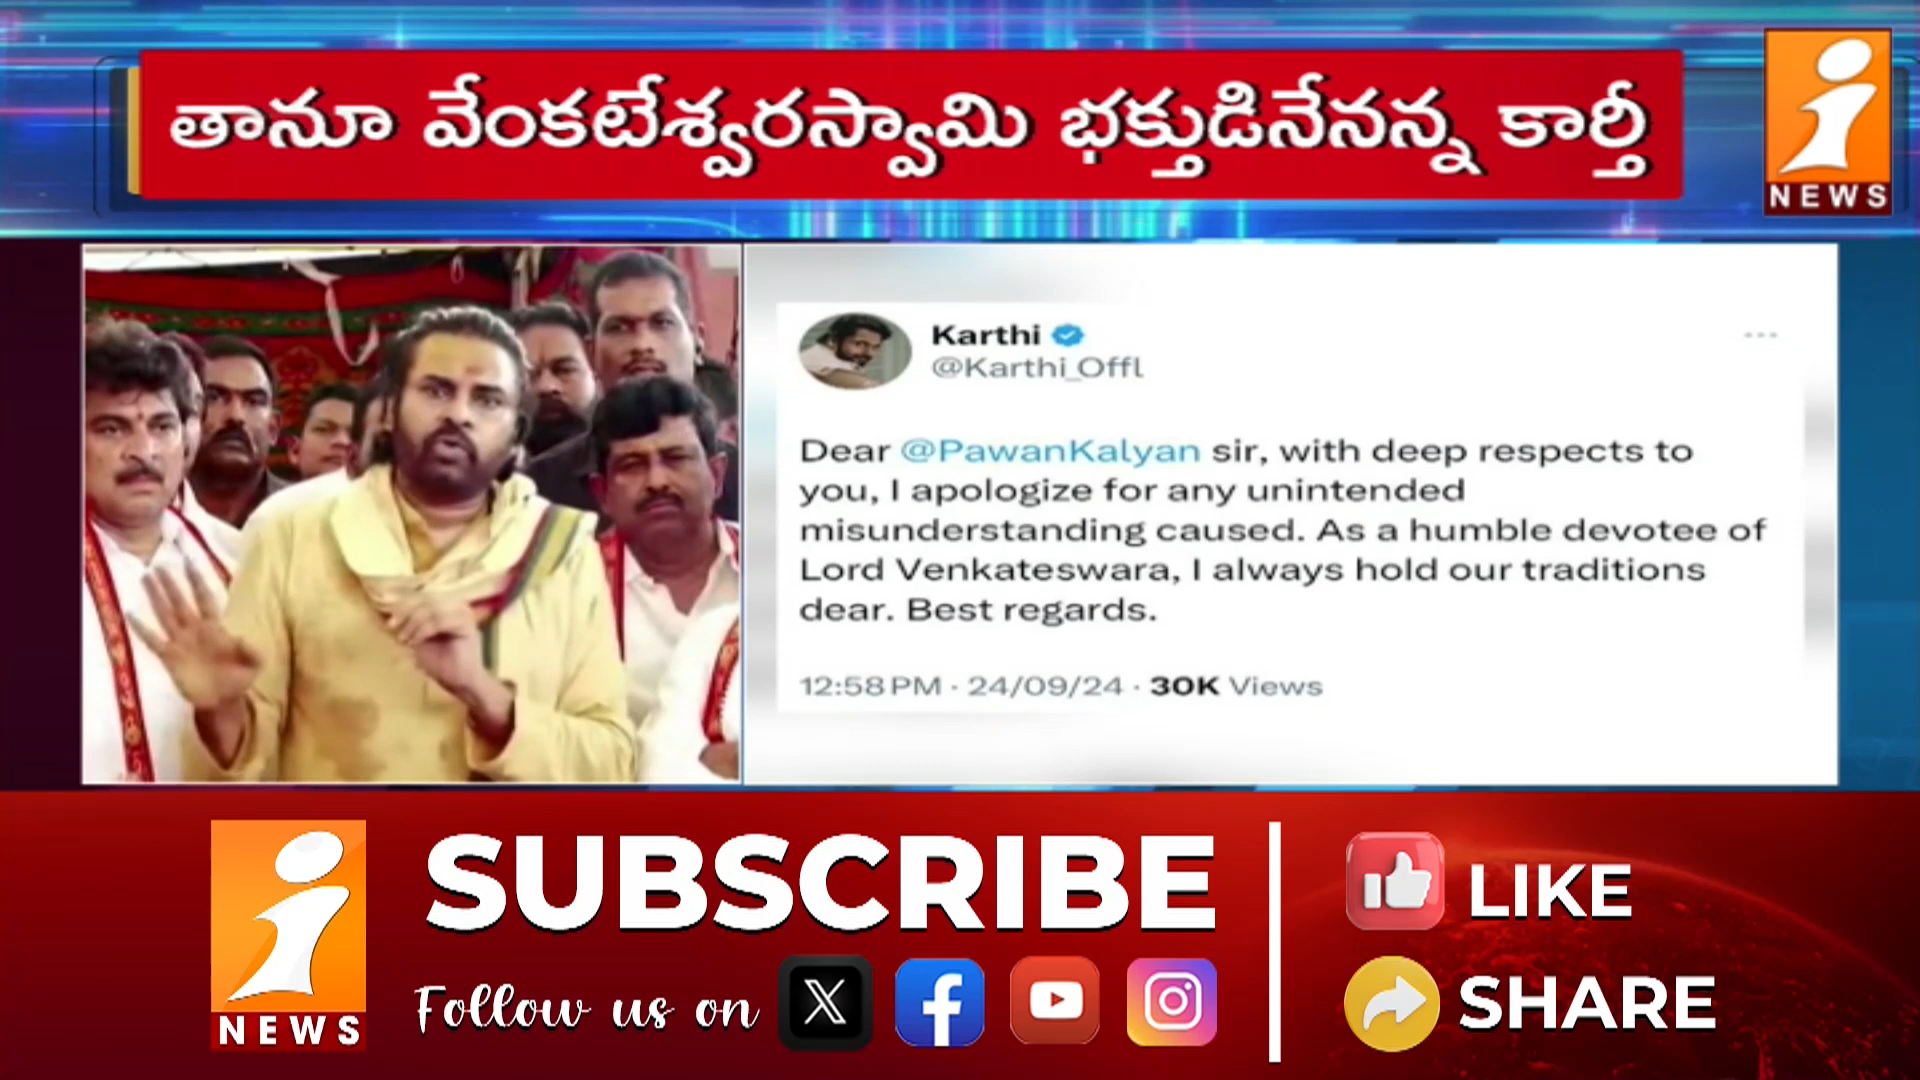 తానూ వేంకటేశ్వరస్వామి భక్తుడినేనన్న కార్తీ
i
NEWS
Karthi
@Karthi_Offl
Dear @PawanKalyan sir, with deep respects to
you, I apologize for any unintended
misunderstanding caused. As a humble devotee of
Lord Venkateswara, I always hold our traditions
dear. Best regards.
12:58 PM · 24/09/24 · 30K Views
i
NEWS
SUBSCRIBE
Follow us on
LIKE
SHARE